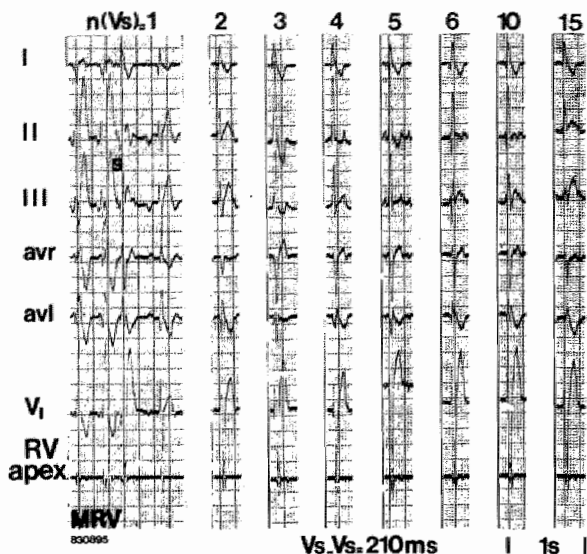 n(Vs)=1 2 3 4 5 6 10 15
I
II
S
III
avr
avl
V1
RV
apex
MRV
830895
Vs-Vs=210ms 1s